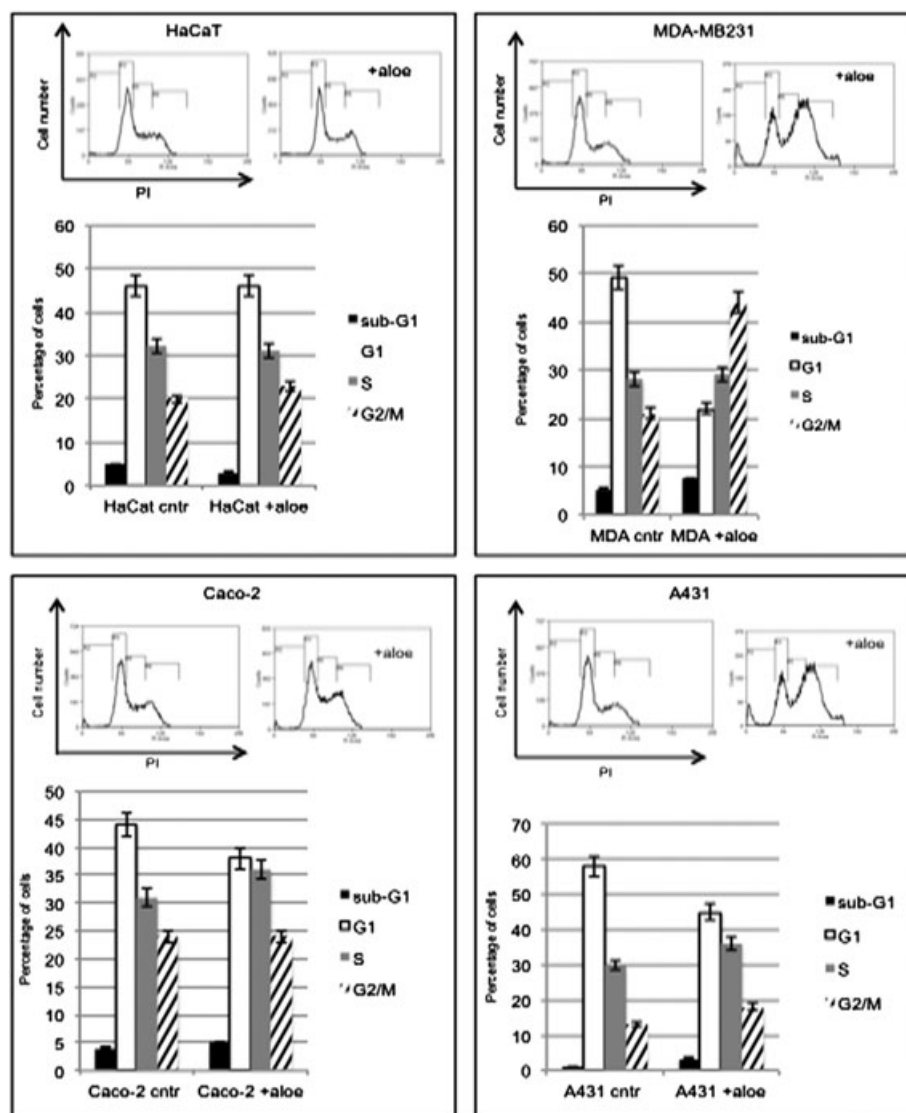 HaCaT
+aloe
Cell number
PI
60
50
40
30
20
10
0
Percentage of cells
HaCat cntr HaCat +aloe
sub-G1
G1
S
G2/M
MDA-MB231
+aloe
Cell number
PI
60
50
40
30
20
10
0
Percentage of cells
MDA cntr MDA +aloe
sub-G1
G1
S
G2/M
Caco-2
+aloe
Cell number
PI
50
45
40
35
30
25
20
15
10
5
0
Percentage of cells
Caco-2 cntr Caco-2 +aloe
sub-G1
G1
S
G2/M
A431
+aloe
Cell number
PI
70
60
50
40
30
20
10
0
Percentage of cells
A431 cntr A431 +aloe
sub-G1
G1
S
G2/M